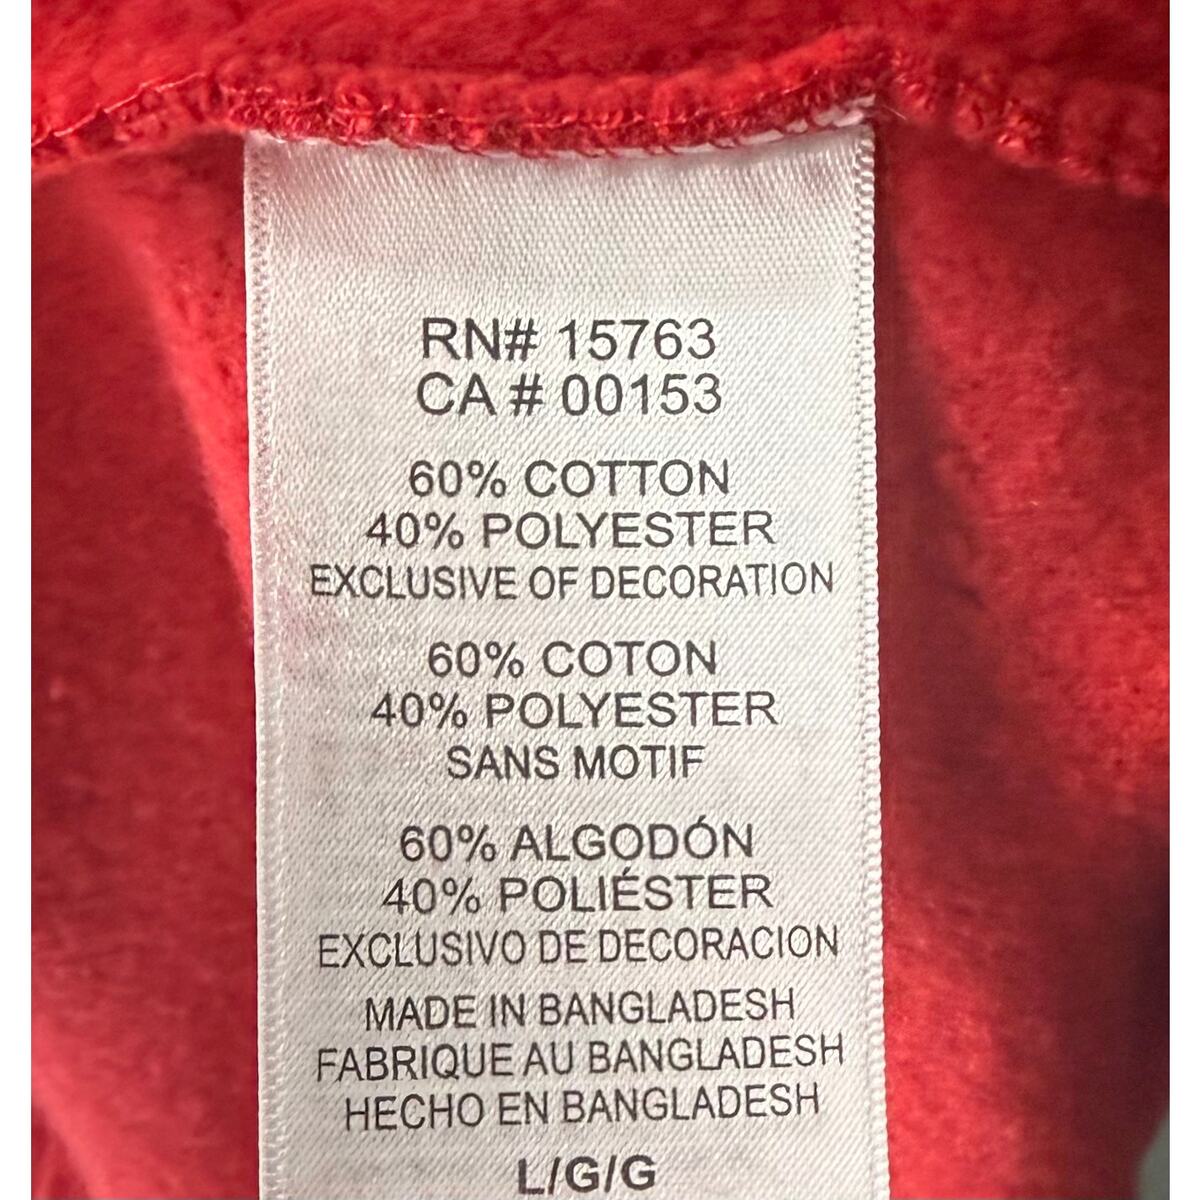 RN# 15763
CA # 00153
60% COTTON
40% POLYESTER
EXCLUSIVE OF DECORATION
60% COTON
40% POLYESTER
SANS MOTIF
60% ALGODÓN
40% POLIÉSTER
EXCLUSIVO DE DECORACION
MADE IN BANGLADESH
FABRIQUE AU BANGLADESH
HECHO EN BANGLADESH
L/G/G